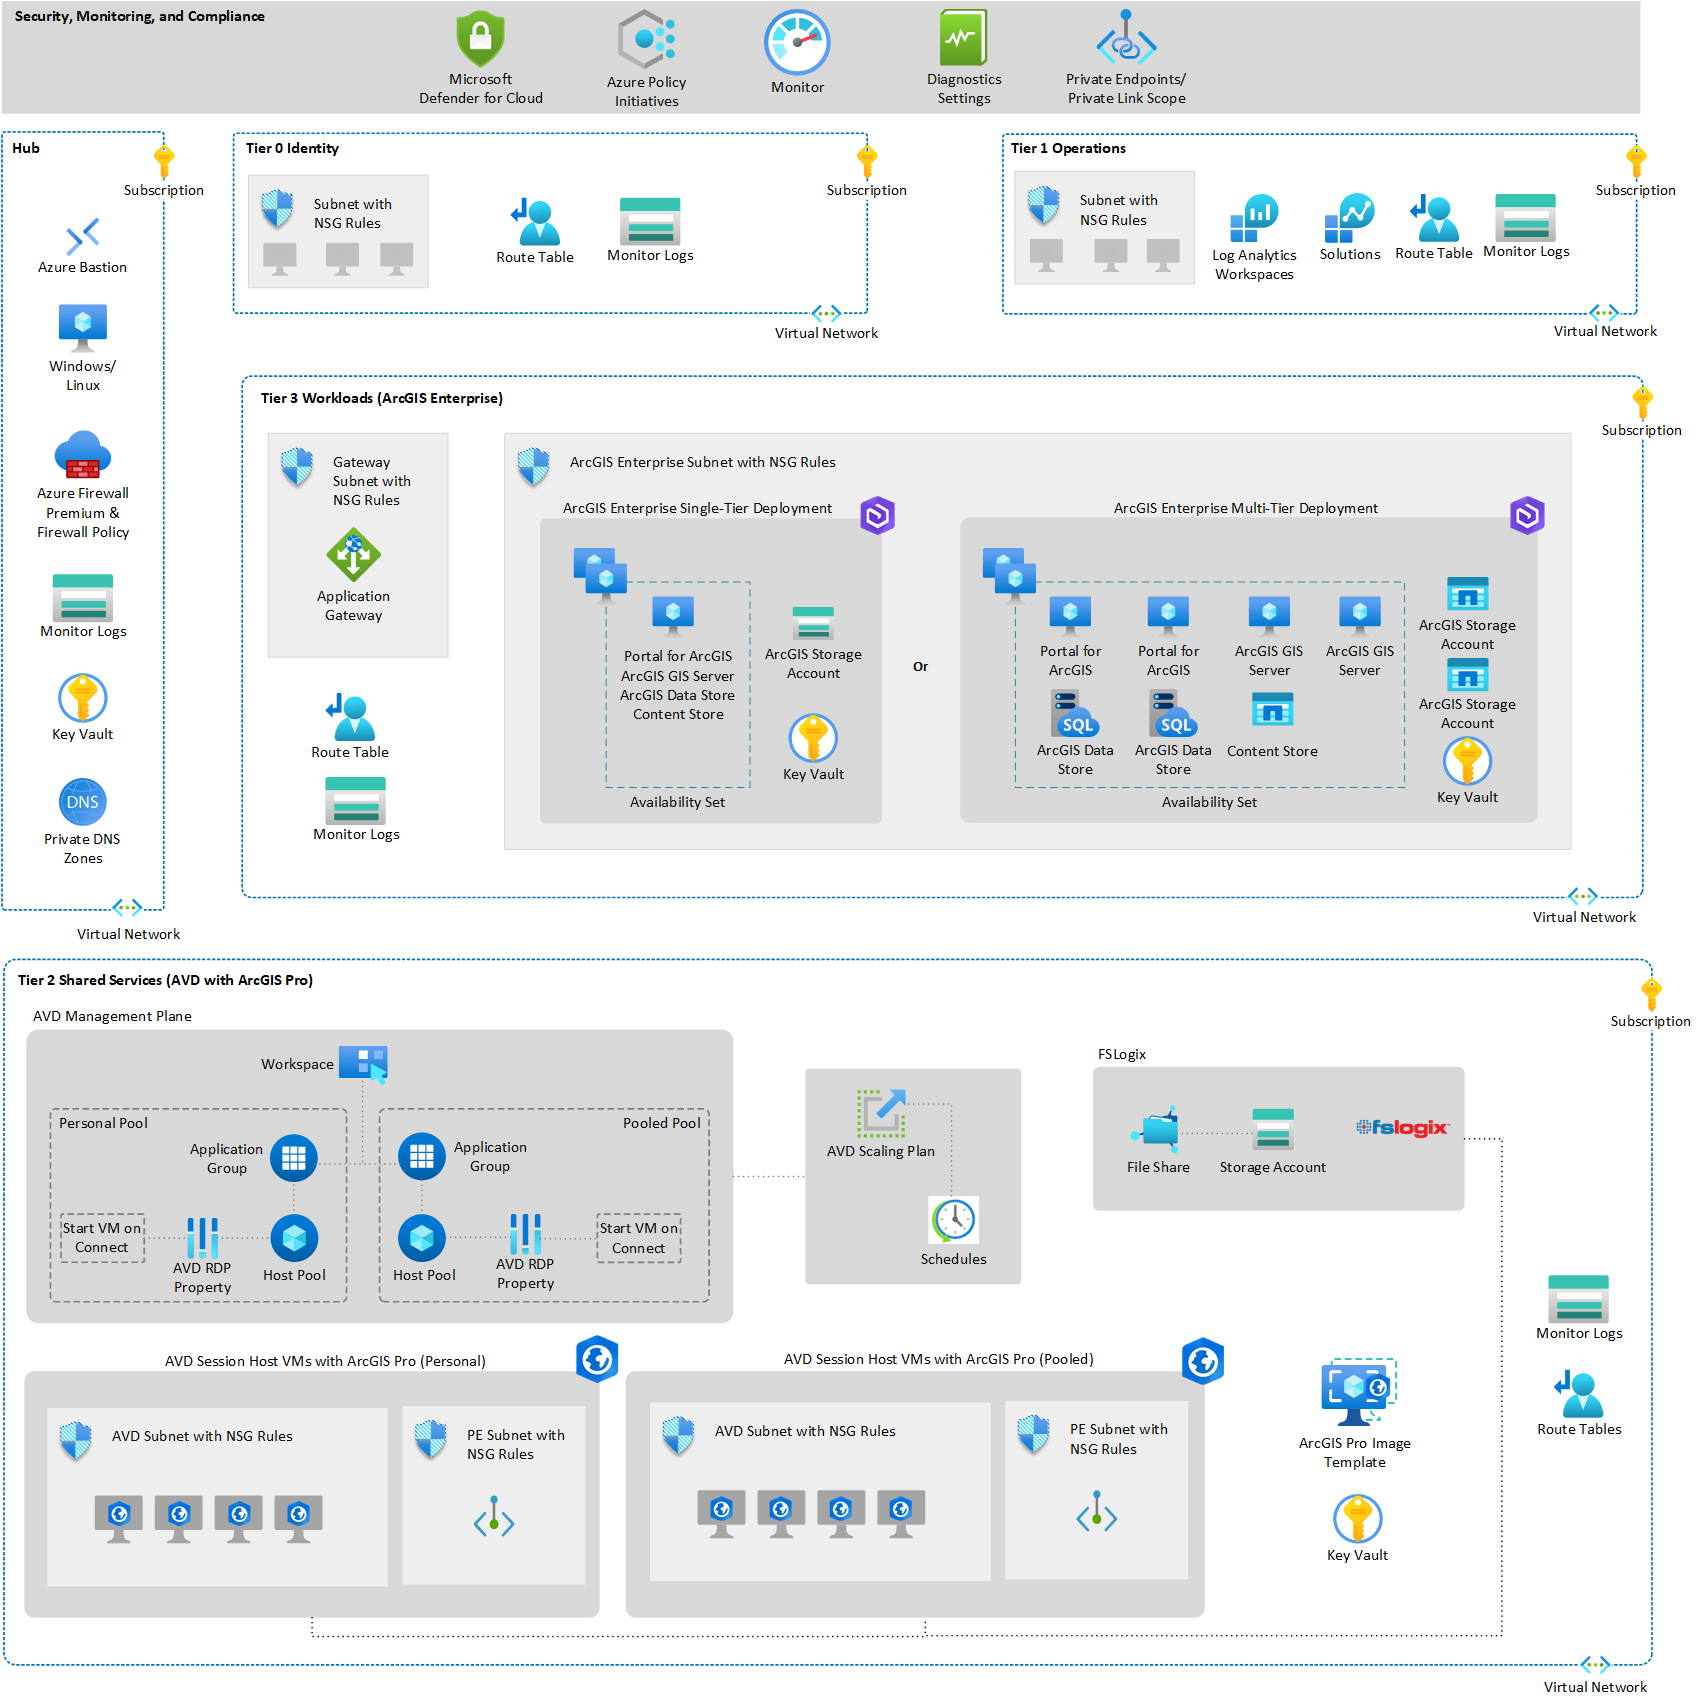 Security, Monitoring, and Compliance
Microsoft
Defender for Cloud
Azure Policy
Initiatives
Monitor
Diagnostics
Settings
Private Endpoints/
Private Link Scope
Hub
Subscription
Azure Bastion
Windows/
Linux
Azure Firewall
Premium &
Firewall Policy
Monitor Logs
Key Vault
DNS
Private DNS
Zones
Virtual Network
Tier 0 Identity
Subscription
Subnet with
NSG Rules
Route Table
Monitor Logs
Virtual Network
Tier 1 Operations
Subscription
Subnet with
NSG Rules
Log Analytics
Workspaces
Solutions
Route Table
Monitor Logs
Virtual Network
Tier 3 Workloads (ArcGIS Enterprise)
Subscription
Gateway
Subnet with
NSG Rules
Application
Gateway
Route Table
Monitor Logs
ArcGIS Enterprise Subnet with NSG Rules
ArcGIS Enterprise Single-Tier Deployment
Portal for ArcGIS
ArcGIS GIS Server
ArcGIS Data Store
Content Store
Availability Set
ArcGIS Storage
Account
Key Vault
Or
ArcGIS Enterprise Multi-Tier Deployment
Portal for
ArcGIS
Portal for
ArcGIS
ArcGIS GIS
Server
ArcGIS GIS
Server
SQL
ArcGIS Data
Store
SQL
ArcGIS Data
Store
Content Store
Availability Set
ArcGIS Storage
Account
ArcGIS Storage
Account
Key Vault
Virtual Network
Tier 2 Shared Services (AVD with ArcGIS Pro)
Subscription
AVD Management Plane
Workspace
Personal Pool
Application
Group
Start VM on
Connect
AVD RDP
Property
Host Pool
Pooled Pool
Application
Group
Host Pool
AVD RDP
Property
Start VM on
Connect
AVD Scaling Plan
Schedules
FSLogix
File Share
Storage Account
fslogix
Monitor Logs
Route Tables
AVD Session Host VMs with ArcGIS Pro (Personal)
AVD Subnet with NSG Rules
PE Subnet with
NSG Rules
AVD Session Host VMs with ArcGIS Pro (Pooled)
AVD Subnet with NSG Rules
PE Subnet with
NSG Rules
ArcGIS Pro Image
Template
Key Vault
Virtual Network